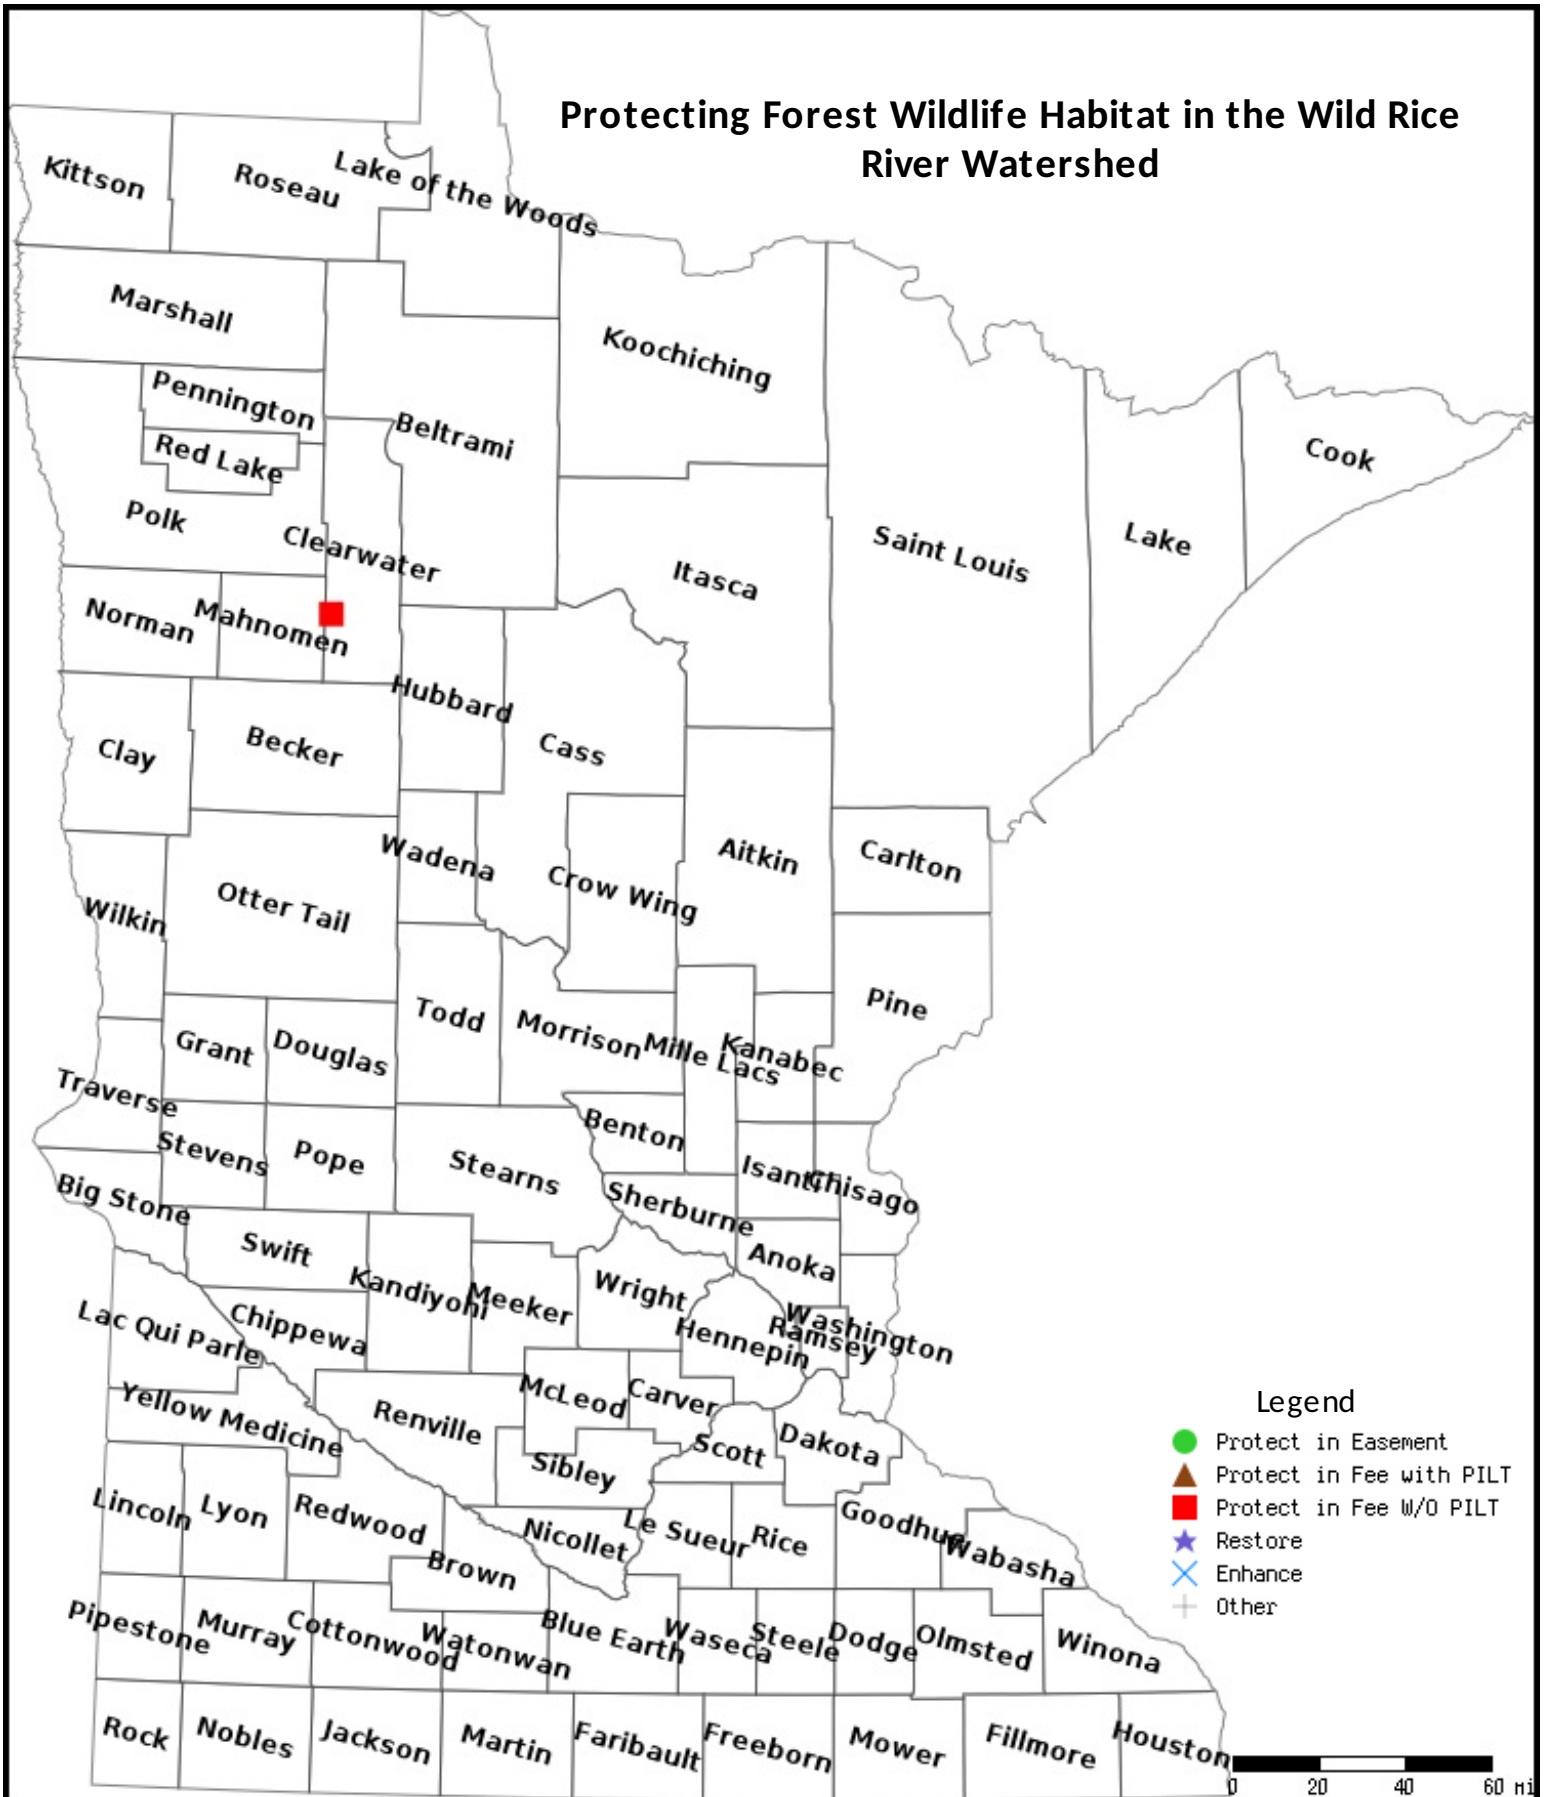 Protecting Forest Wildlife Habitat in the Wild Rice
River Watershed
Kittson
Roseau
Lake of the Woods
Marshall
Koochiching
Pennington
Beltrami
Red Lake
Cook
Polk
Clearwater
Saint Louis
Lake
Itasca
Norman
Mahnomen
Hubbard
Clay
Becker
Cass
Wadena
Aitkin
Carlton
Crow Wing
Otter Tail
Wilkin
Pine
Todd
Morrison
Mille Lacs
Kanabec
Grant
Douglas
Traverse
Benton
Stevens
Pope
Stearns
Isanti
Chisago
Big Stone
Sherburne
Swift
Anoka
Kandiyohi
Meeker
Wright
Washington
Ramsey
Hennepin
Lac Qui Parle
Chippewa
McLeod
Carver
Yellow Medicine
Renville
Scott
Dakota
Sibley
Lincoln
Lyon
Redwood
Nicollet
Le Sueur
Rice
Goodhue
Wabasha
Brown
Pipestone
Murray
Cottonwood
Watonwan
Blue Earth
Waseca
Steele
Dodge
Olmsted
Winona
Rock
Nobles
Jackson
Martin
Faribault
Freeborn
Mower
Fillmore
Houston
Legend
Protect in Easement
Protect in Fee with PILT
Protect in Fee W/O PILT
Restore
Enhance
Other
0 20 40 60 mi